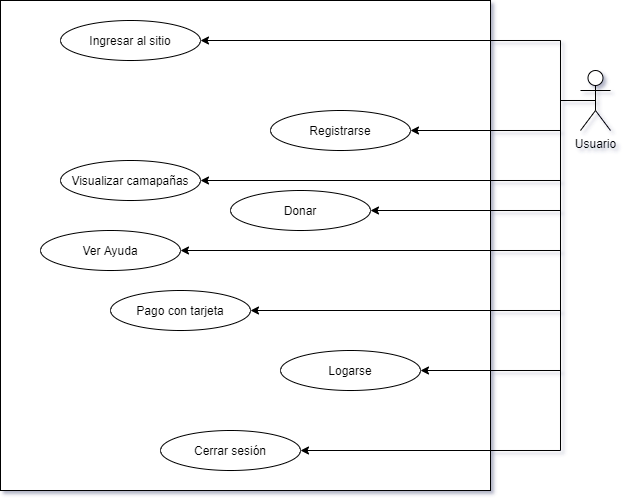 Ingresar al sitio
Registrarse
Usuario
Visualizar camapañas
Donar
Ver Ayuda
Pago con tarjeta
Logarse
Cerrar sesión